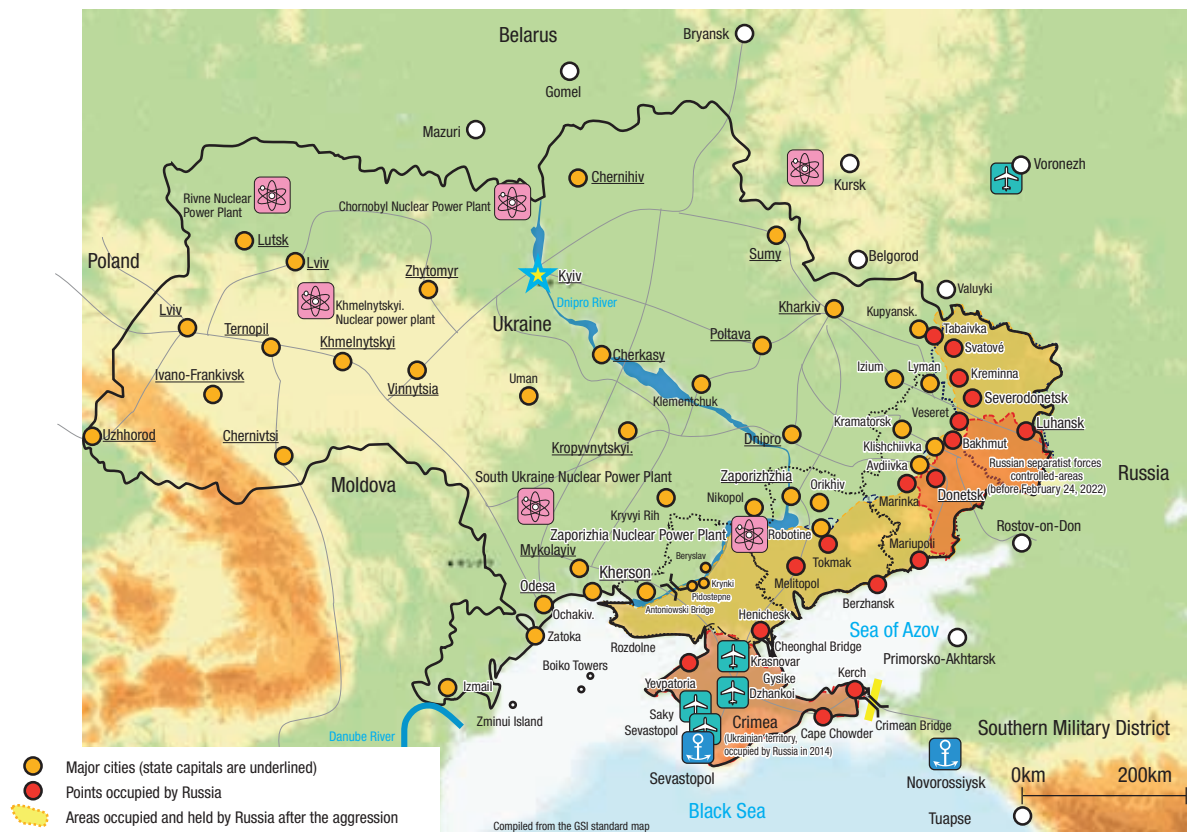 Belarus
Bryansk
Gomel
Mazuri
Chernihiv
Kursk
Voronezh
Rivne Nuclear
Power Plant
Chornobyl Nuclear Power Plant
Lutsk
Lviv
Sumy
Belgorod
Poland
Zhytomyr
Kyiv
Valuyki
Khmelnytskyi.
Nuclear power plant
Dnipro River
Lviv
Ternopil
Khmelnytskyi
Ukraine
Kharkiv
Kupyansk.
Tabaivka
Poltava
Svatové
Cherkasy
Ivano-Frankivsk
Vinnytsia
Uman
Klementchuk
Izium
Lyman
Kreminna
Severodonetsk
Uzhhorod
Chernivtsi
Kropyvnytskyi.
Dnipro
Kramatorsk
Veseret
Luhansk
Klishchiivka
Bakhmut
Avdiivka
Russian separatist forces
controlled-areas
(before February 24, 2022)
Russia
Moldova
South Ukraine Nuclear Power Plant
Zaporizhzhia
Orikhiv
Nikopol
Marinka
Donetsk
Kryvyi Rih
Zaporizhia Nuclear Power Plant
Robotine
Rostov-on-Don
Mykolayiv
Beryslav
Tokmak
Mariupoli
キシナウ
Odesa
Kherson
Krynki
Pidostepne
Melitopol
Ochakiv.
Antoniowski Bridge
Henichesk
Berzhansk
Zatoka
Rozdolne
Cheonghal Bridge
Sea of Azov
Boiko Towers
Krasnovar
Primorsko-Akhtarsk
Yevpatoria
Gysike
Kerch
Izmail
Dzhankoi
Zminui Island
Saky
Sevastopol
Crimea
(Ukrainian territory,
occupied by Russia in 2014)
Cape Chowder
Crimean Bridge
Southern Military District
Danube River
Sevastopol
Novorossiysk
0km
200km
Black Sea
Tuapse
Major cities (state capitals are underlined)
Points occupied by Russia
Areas occupied and held by Russia after the aggression
Compiled from the GSI standard map